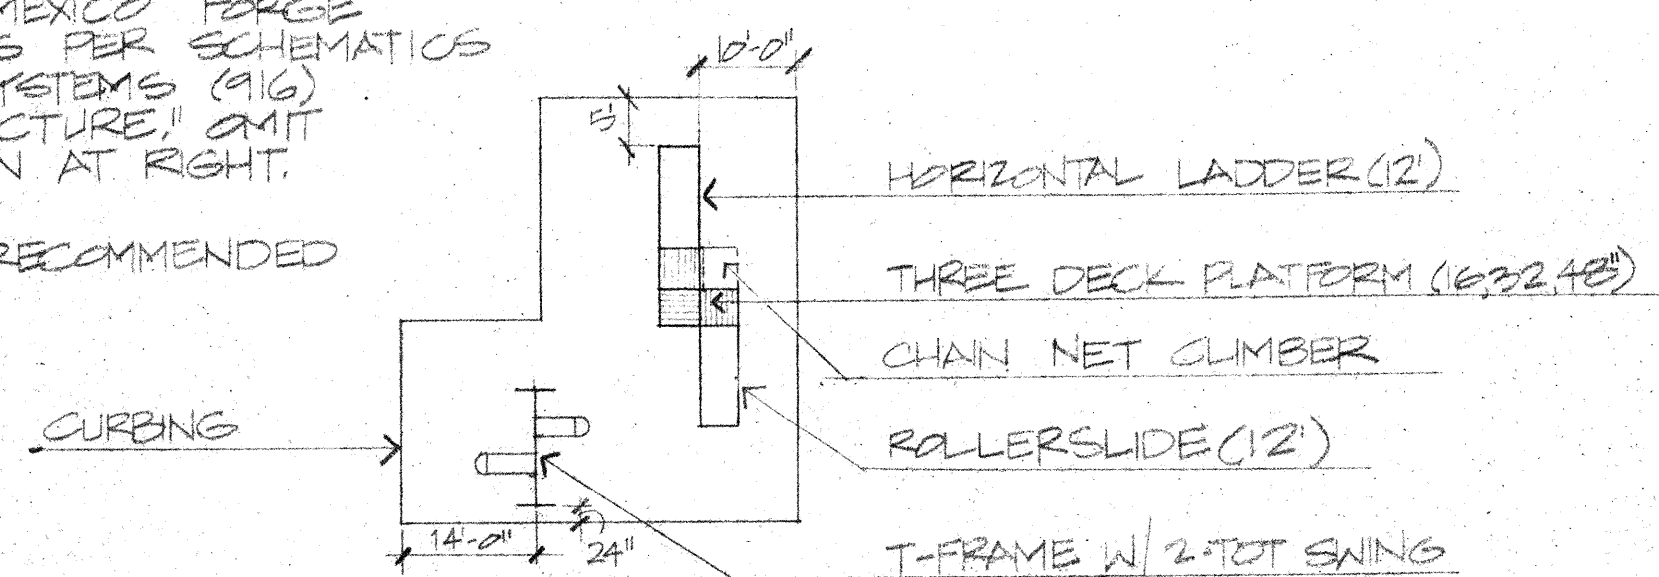 MEXICO FORGE
S PER SCHEMATICS
YSTEMS (916)
CTURE." OMIT
N AT RIGHT.
RECOMMENDED
10'-0"
5'
HORIZONTAL LADDER (12')
THREE DECK PLATFORM (16,32,48")
CHAIN NET CLIMBER
CURBING
ROLLERSLIDE (12')
14'-0"
24"
T-FRAME W/ 2-TOT SWING